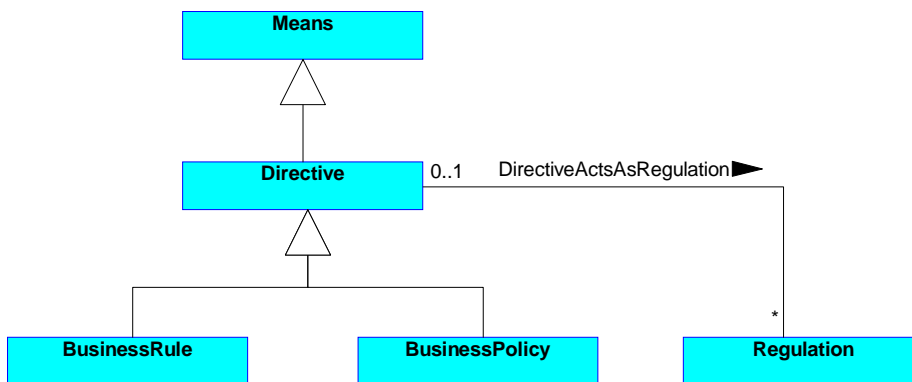 Means
Directive
0..1
DirectiveActsAsRegulation
*
BusinessRule
BusinessPolicy
Regulation